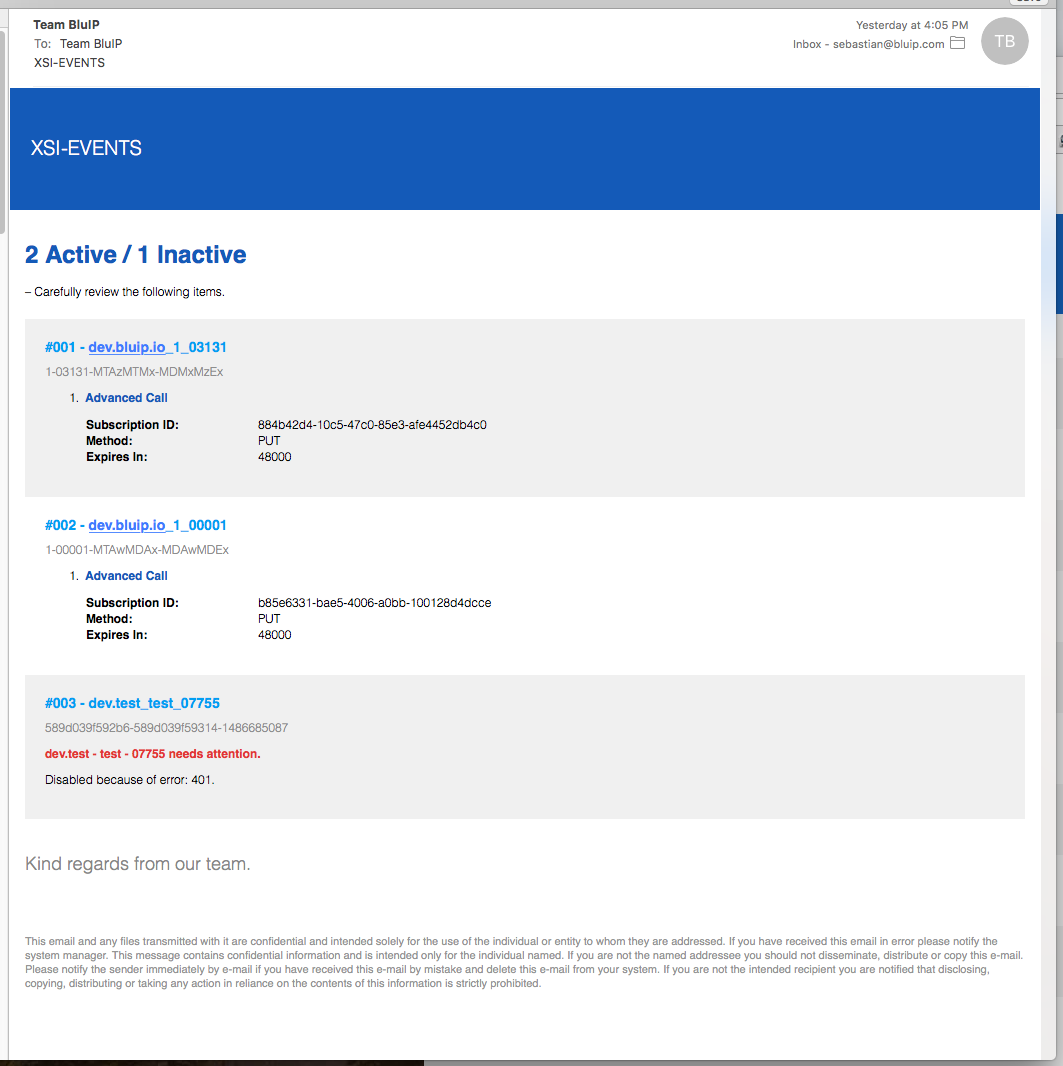 Team BluIP
Yesterday at 4:05 PM
To: Team BluIP
Inbox - sebastian@bluip.com
TB
XSI-EVENTS
XSI-EVENTS
2 Active / 1 Inactive
– Carefully review the following items.
#001 - dev.bluip.io_1_03131
1-03131-MTAzMTMx-MDMxMzEx
1. Advanced Call
Subscription ID: 884b42d4-10c5-47c0-85e3-afe4452db4c0
Method: PUT
Expires In: 48000
#002 - dev.bluip.io_1_00001
1-00001-MTAwMDAx-MDAwMDEx
1. Advanced Call
Subscription ID: b85e6331-bae5-4006-a0bb-100128d4dcce
Method: PUT
Expires In: 48000
#003 - dev.test_test_07755
589d039f592b6-589d039f59314-1486685087
dev.test - test - 07755 needs attention.
Disabled because of error: 401.
Kind regards from our team.
This email and any files transmitted with it are confidential and intended solely for the use of the individual or entity to whom they are addressed. If you have received this email in error please notify the
system manager. This message contains confidential information and is intended only for the individual named. If you are not the named addressee you should not disseminate, distribute or copy this e-mail.
Please notify the sender immediately by e-mail if you have received this e-mail by mistake and delete this e-mail from your system. If you are not the intended recipient you are notified that disclosing,
copying, distributing or taking any action in reliance on the contents of this information is strictly prohibited.